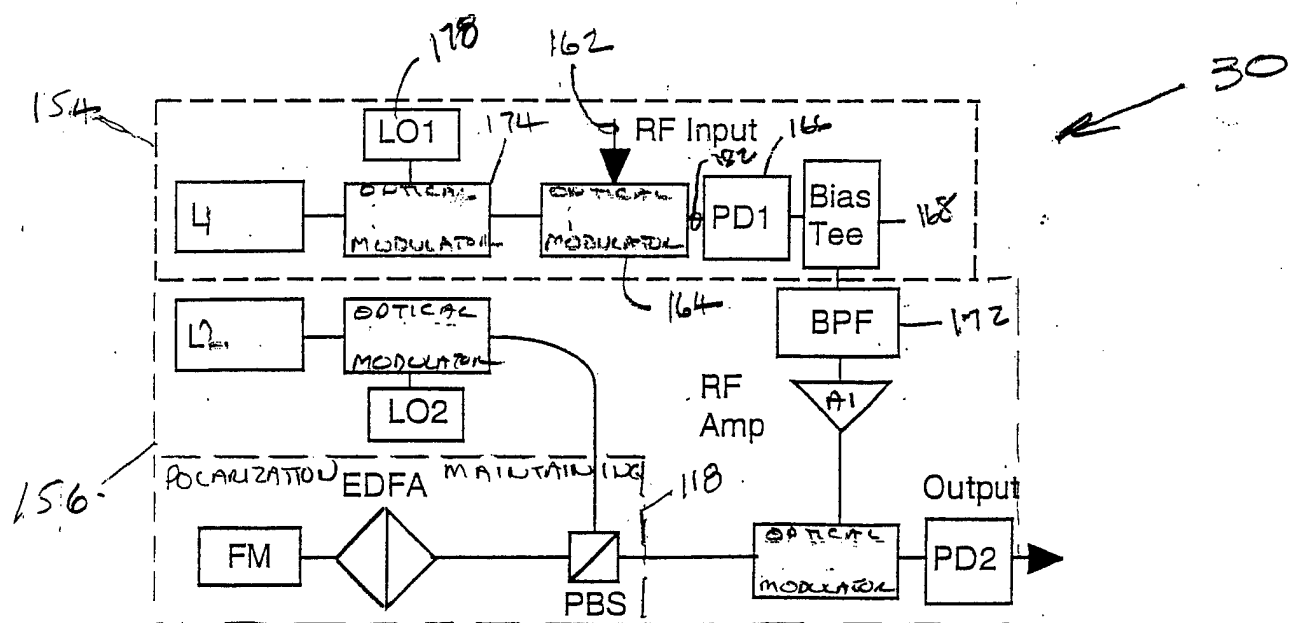 178
162
30
154
LO1
174
RF Input
166
182
L1
OPTICAL
MODULATOR
OPTICAL
MODULATOR
PD1
Bias
Tee
168
164
L2
OPTICAL
MODULATOR
BPF
172
LO2
RF
Amp
A1
156
POLARIZATION MAINTAINING
EDFA
118
Output
FM
PBS
OPTICAL
MODULATOR
PD2